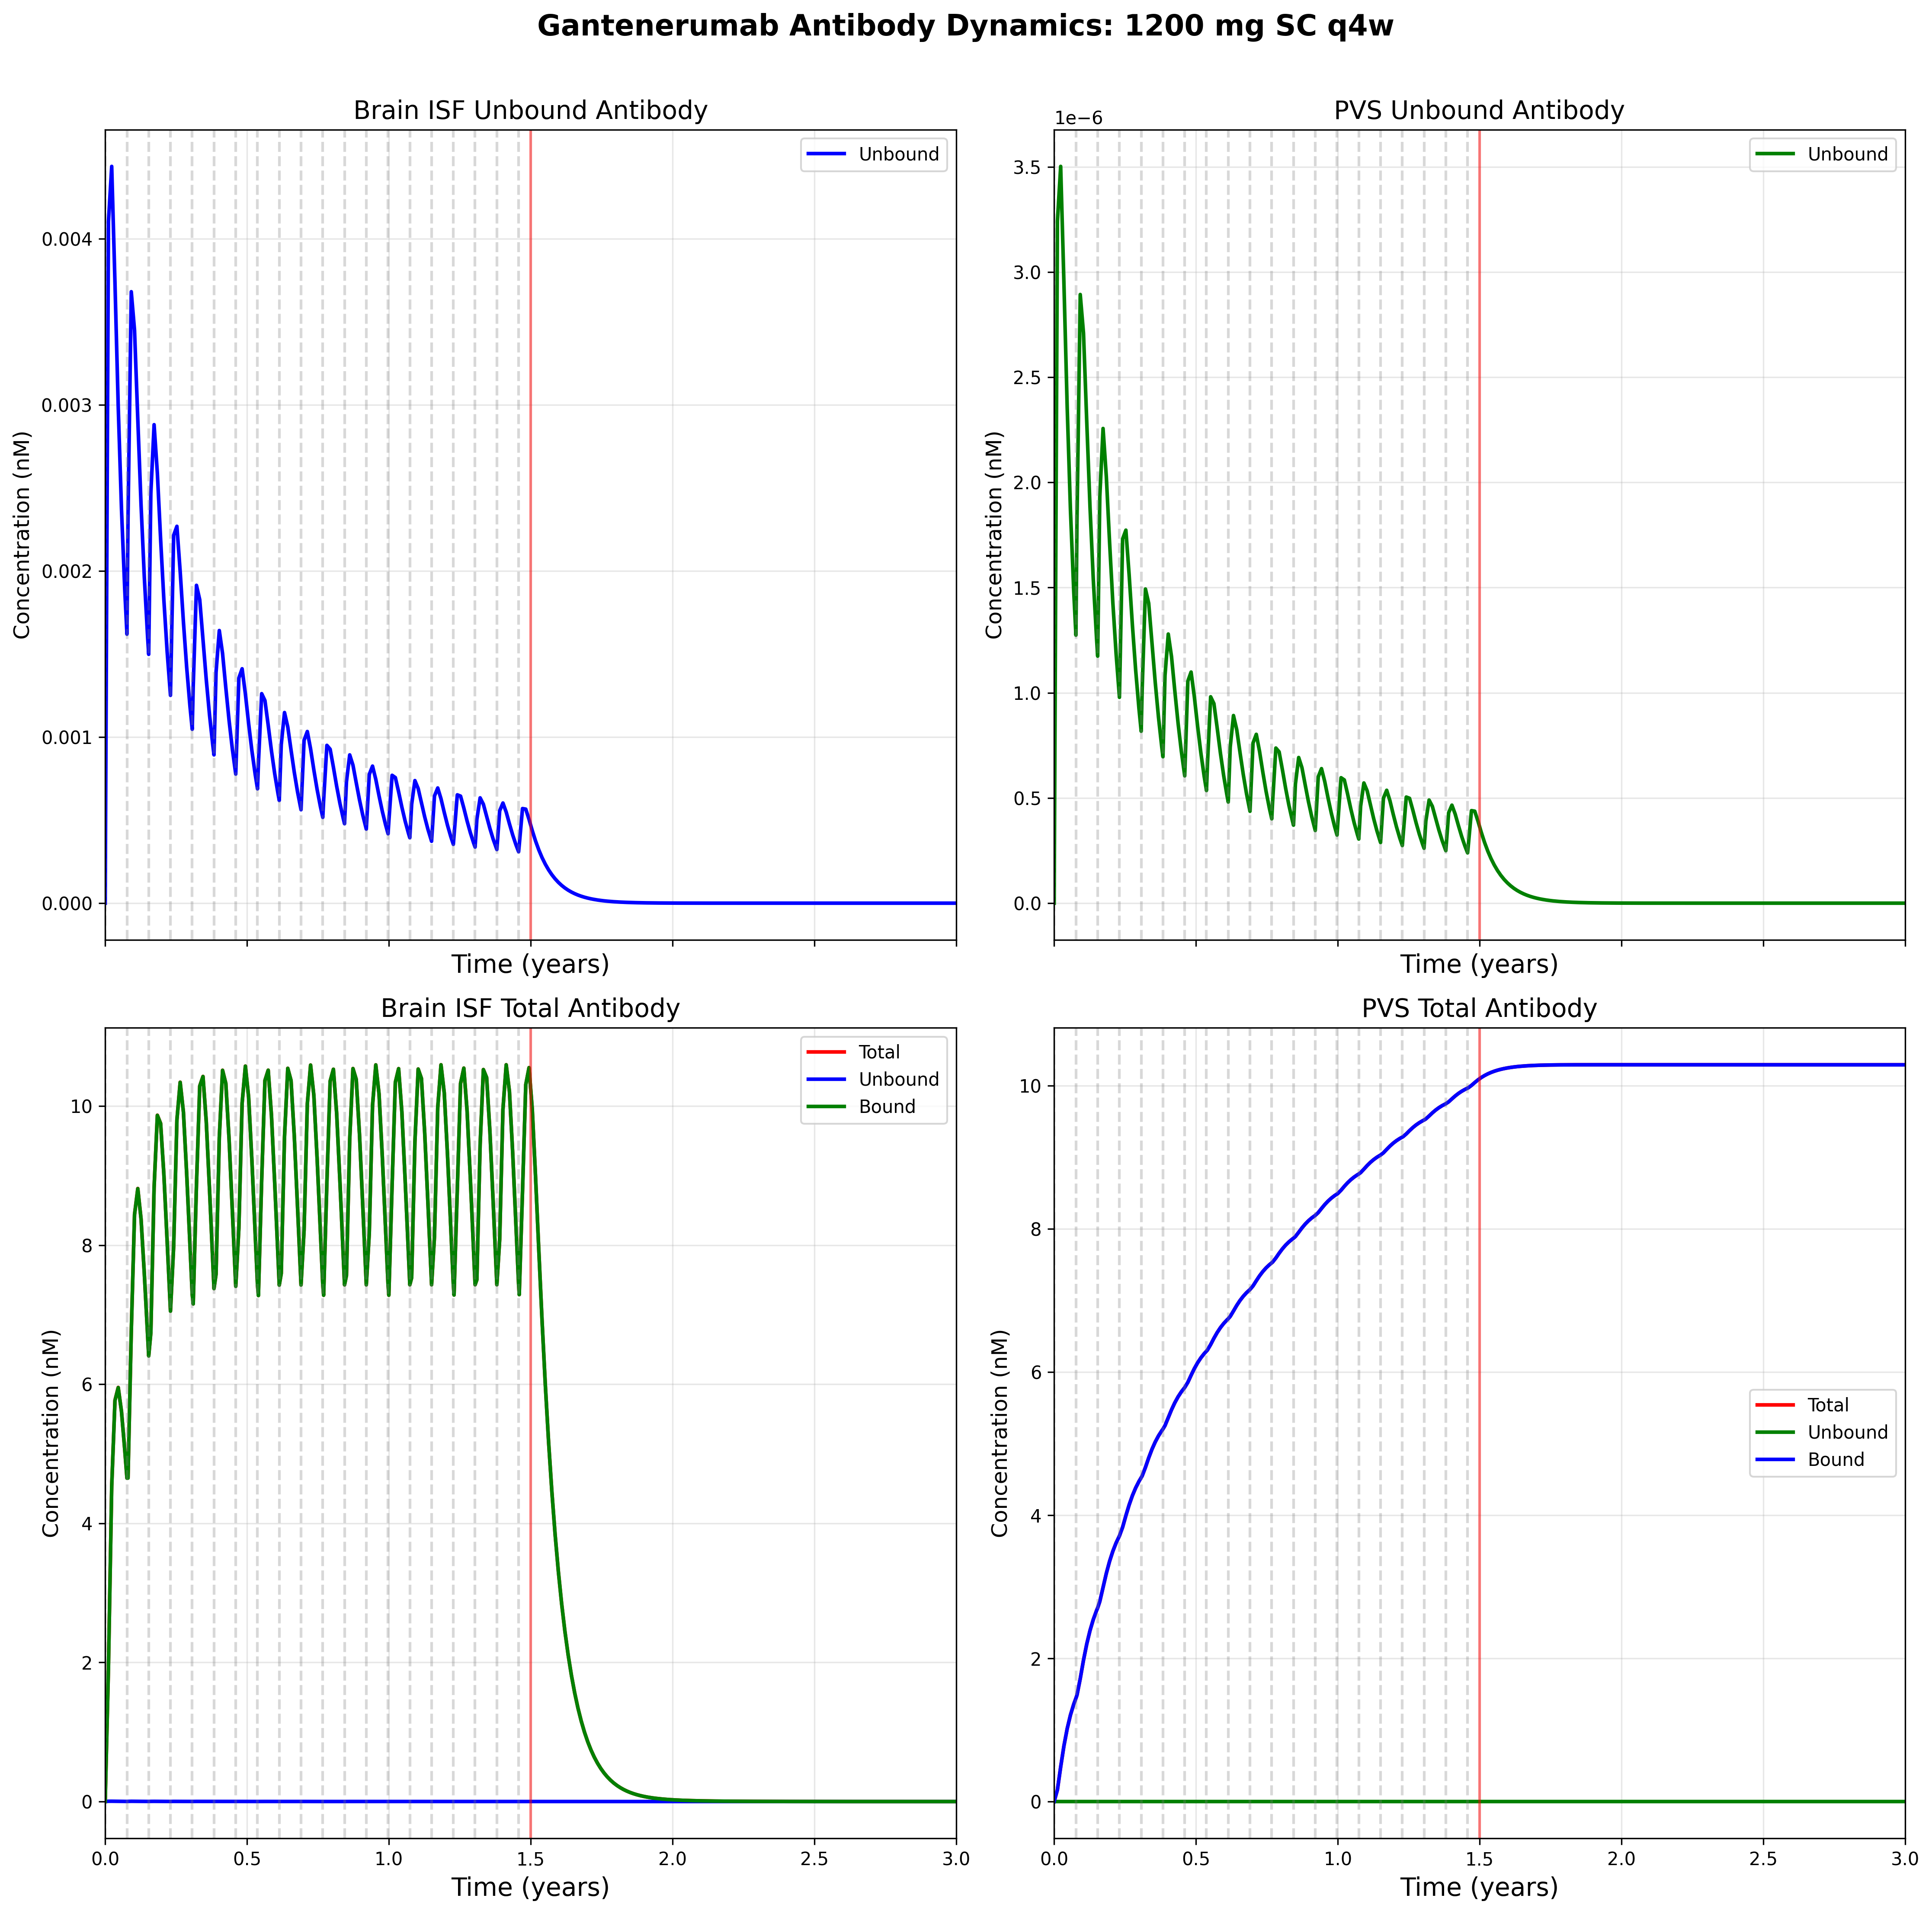 Gantenerumab Antibody Dynamics: 1200 mg SC q4w
Brain ISF Unbound Antibody
Unbound
0.004
0.003
0.002
0.001
0.000
Concentration (nM)
Time (years)
PVS Unbound Antibody
1e−6
Unbound
3.5
3.0
2.5
2.0
1.5
1.0
0.5
0.0
Concentration (nM)
Time (years)
Brain ISF Total Antibody
Total
Unbound
Bound
10
8
6
4
2
0
Concentration (nM)
0.0 0.5 1.0 1.5 2.0 2.5 3.0
Time (years)
PVS Total Antibody
10
8
6
4
2
0
Concentration (nM)
Total
Unbound
Bound
0.0 0.5 1.0 1.5 2.0 2.5 3.0
Time (years)